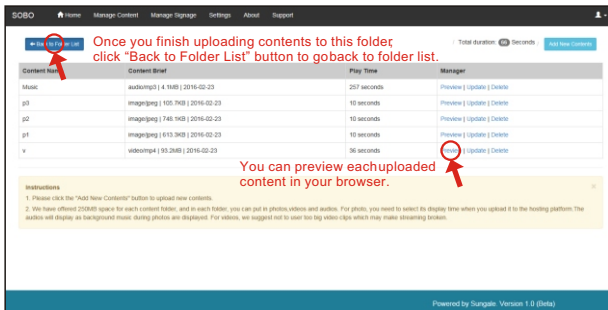 SOBO Home Manage Content Manage Signage Settings About Support
Back to Folder List
Once you finish uploading contents to this folder,
click “Back to Folder List” button to goback to folder list.
Total duration: Seconds
Add New Contents
Content Name Content Brief Play Time Manager
Music audio/mp3 | 4.1MB | 2016-02-23 257 seconds Preview | Update | Delete
p3 image/jpeg | 105.7KB | 2016-02-23 10 seconds Preview | Update | Delete
p2 image/jpeg | 745.1KB | 2016-02-23 10 seconds Preview | Update | Delete
p1 image/jpeg | 613.3KB | 2016-02-23 10 seconds Preview | Update | Delete
v video/mp4 | 93.2MB | 2016-02-23 36 seconds Preview | Update | Delete
You can preview eachuploaded
content in your browser.
Instructions
1. Please click the "Add New Contents" button to upload new contents.
2. We have offered 250MB space for each content folder, and in each folder, you can put in photos,videos and audios. For photo, you need to select its display time when you upload it to the hosting platform.The
audios will display as background music during photos are displayed. For videos, we suggest not to user too big video clips which may make streaming
broken.
Powered by Sungale. Version 1.0 (Beta)